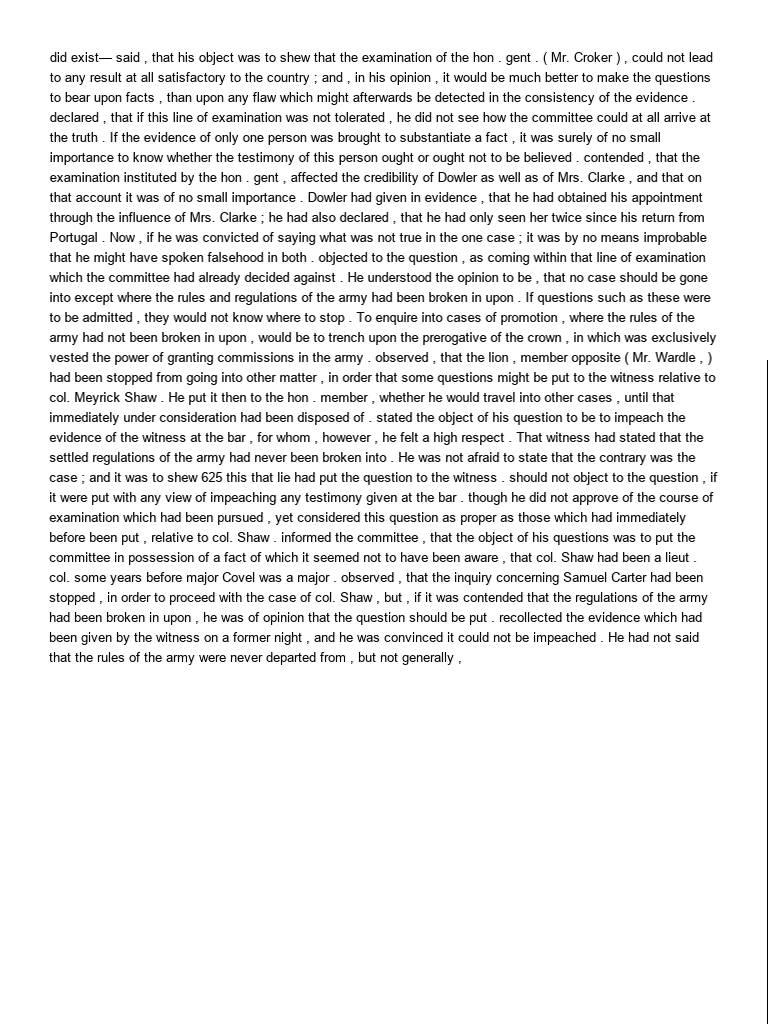 did exist— said , that his object was to shew that the examination of the hon . gent . ( Mr. Croker ) , could not lead
to any result at all satisfactory to the country ; and , in his opinion , it would be much better to make the questions
to bear upon facts , than upon any flaw which might afterwards be detected in the consistency of the evidence .
declared , that if this line of examination was not tolerated , he did not see how the committee could at all arrive at
the truth . If the evidence of only one person was brought to substantiate a fact , it was surely of no small
importance to know whether the testimony of this person ought or ought not to be believed . contended , that the
examination instituted by the hon . gent , affected the credibility of Dowler as well as of Mrs. Clarke , and that on
that account it was of no small importance . Dowler had given in evidence , that he had obtained his appointment
through the influence of Mrs. Clarke ; he had also declared , that he had only seen her twice since his return from
Portugal . Now , if he was convicted of saying what was not true in the one case ; it was by no means improbable
that he might have spoken falsehood in both . objected to the question , as coming within that line of examination
which the committee had already decided against . He understood the opinion to be , that no case should be gone
into except where the rules and regulations of the army had been broken in upon . If questions such as these were
to be admitted , they would not know where to stop . To enquire into cases of promotion , where the rules of the
army had not been broken in upon , would be to trench upon the prerogative of the crown , in which was exclusively
vested the power of granting commissions in the army . observed , that the lion , member opposite ( Mr. Wardle , )
had been stopped from going into other matter , in order that some questions might be put to the witness relative to
col. Meyrick Shaw . He put it then to the hon . member , whether he would travel into other cases , until that
immediately under consideration had been disposed of . stated the object of his question to be to impeach the
evidence of the witness at the bar , for whom , however , he felt a high respect . That witness had stated that the
settled regulations of the army had never been broken into . He was not afraid to state that the contrary was the
case ; and it was to shew 625 this that lie had put the question to the witness . should not object to the question , if
it were put with any view of impeaching any testimony given at the bar . though he did not approve of the course of
examination which had been pursued , yet considered this question as proper as those which had immediately
before been put , relative to col. Shaw . informed the committee , that the object of his questions was to put the
committee in possession of a fact of which it seemed not to have been aware , that col. Shaw had been a lieut .
col. some years before major Covel was a major . observed , that the inquiry concerning Samuel Carter had been
stopped , in order to proceed with the case of col. Shaw , but , if it was contended that the regulations of the army
had been broken in upon , he was of opinion that the question should be put . recollected the evidence which had
been given by the witness on a former night , and he was convinced it could not be impeached . He had not said
that the rules of the army were never departed from , but not generally ,